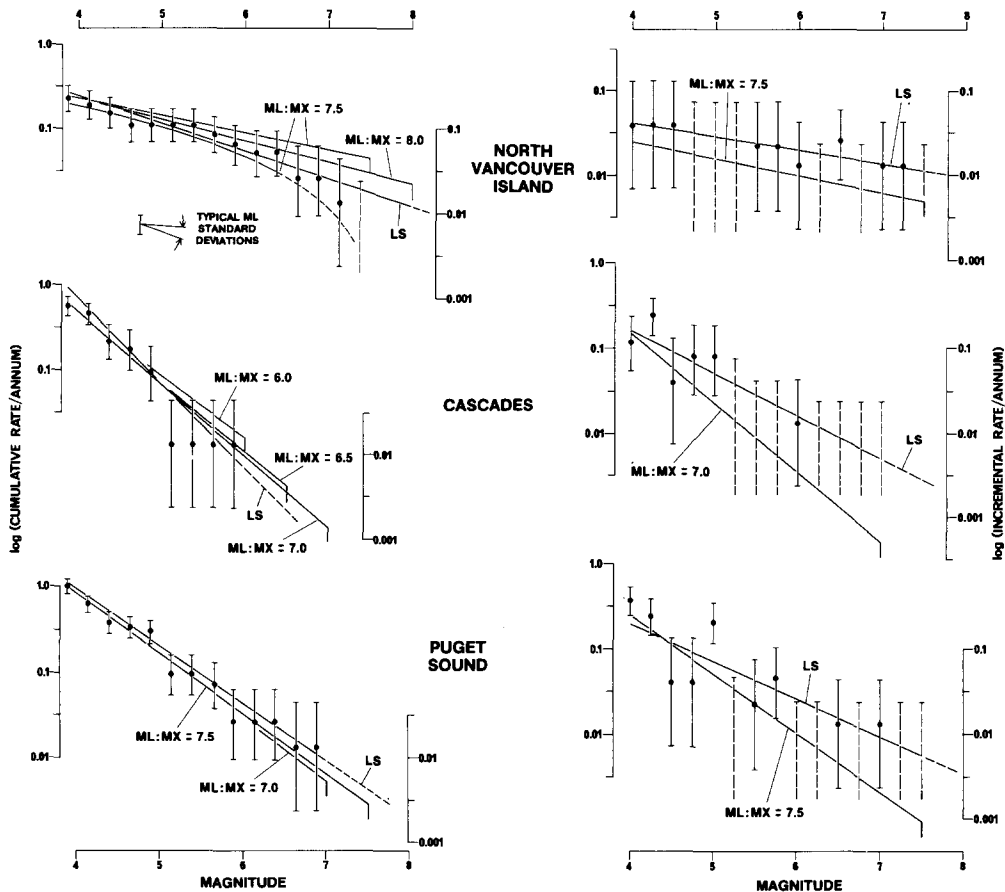 4 5 6 7 8
4 5 6 7 8
1.0
0.1
ML:MX = 7.5
ML:MX = 8.0
0.1
0.01
0.001
LS
TYPICAL ML
STANDARD
DEVIATIONS
NORTH
VANCOUVER
ISLAND
0.1
0.01
ML:MX = 7.5
LS
0.1
0.01
0.001
log (CUMULATIVE RATE/ANNUM)
1.0
0.1
ML:MX = 6.0
ML:MX = 6.5
LS
ML:MX = 7.0
0.01
0.001
CASCADES
1.0
0.1
0.01
ML:MX = 7.0
LS
0.1
0.01
0.001
log (INCREMENTAL RATE/ANNUM)
1.0
0.1
0.01
ML:MX = 7.5
ML:MX = 7.0
LS
0.01
0.001
PUGET
SOUND
1.0
0.1
0.01
LS
ML:MX = 7.5
0.1
0.01
0.001
4 5 6 7 8
MAGNITUDE
4 5 6 7 8
MAGNITUDE